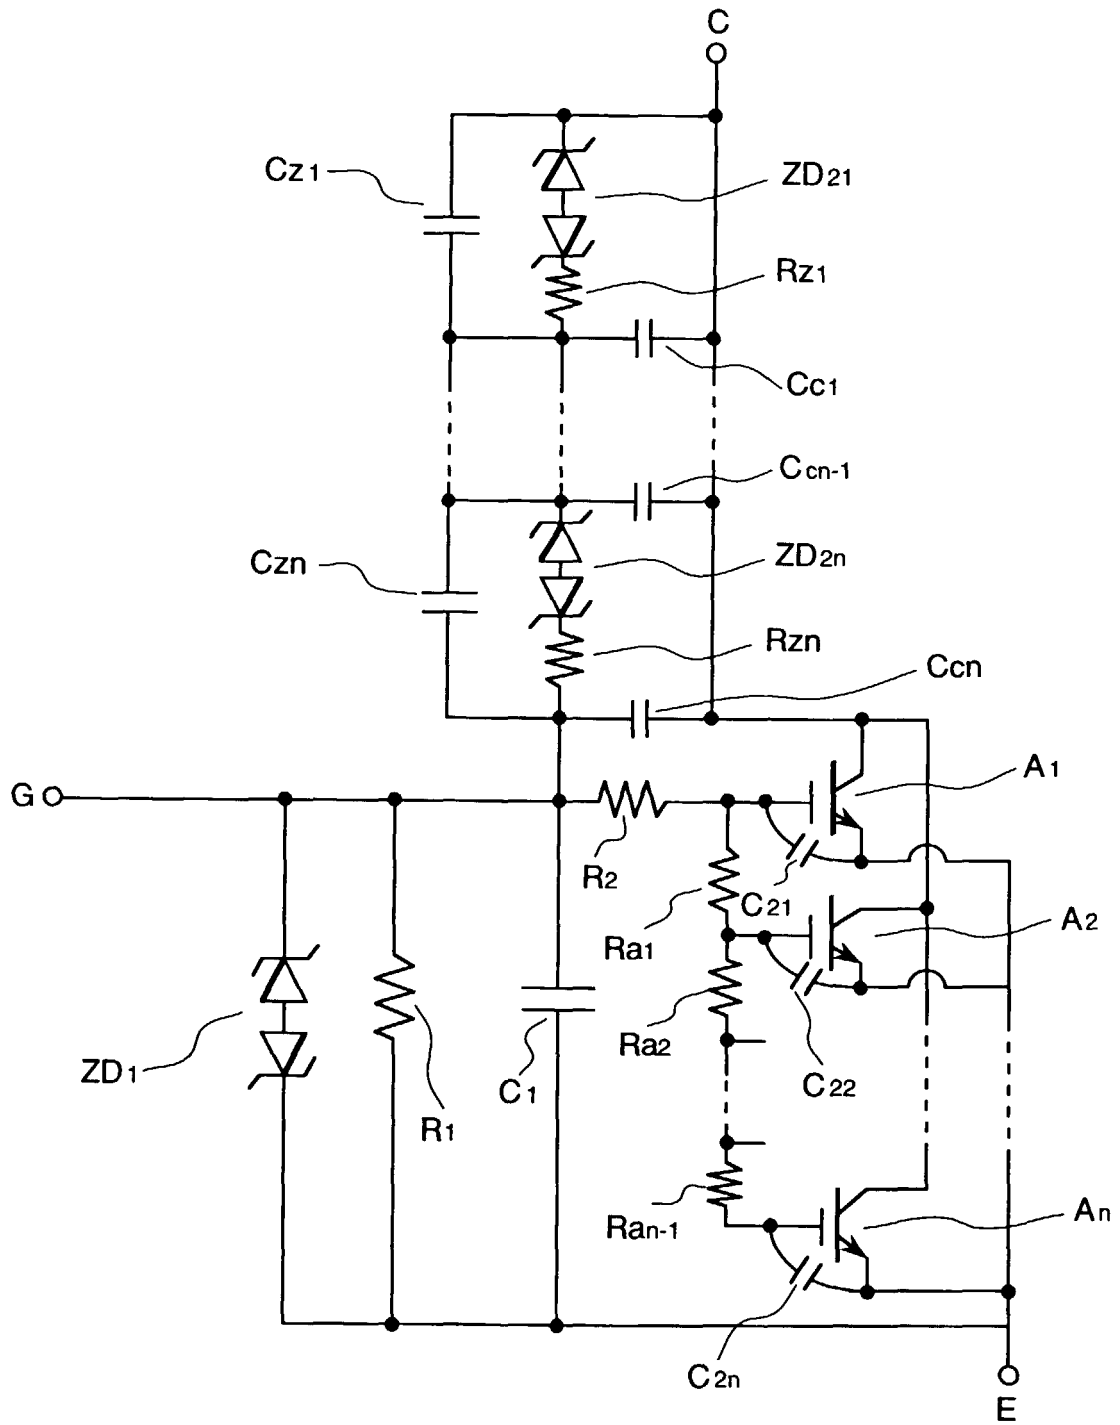 C
Cz1
ZD21
Rz1
Cc1
Ccn-1
Czn
ZD2n
Rzn
Ccn
G
A1
R2
C21
A2
Ra1
Ra2
C22
ZD1
C1
R1
Ran-1
An
C2n
E